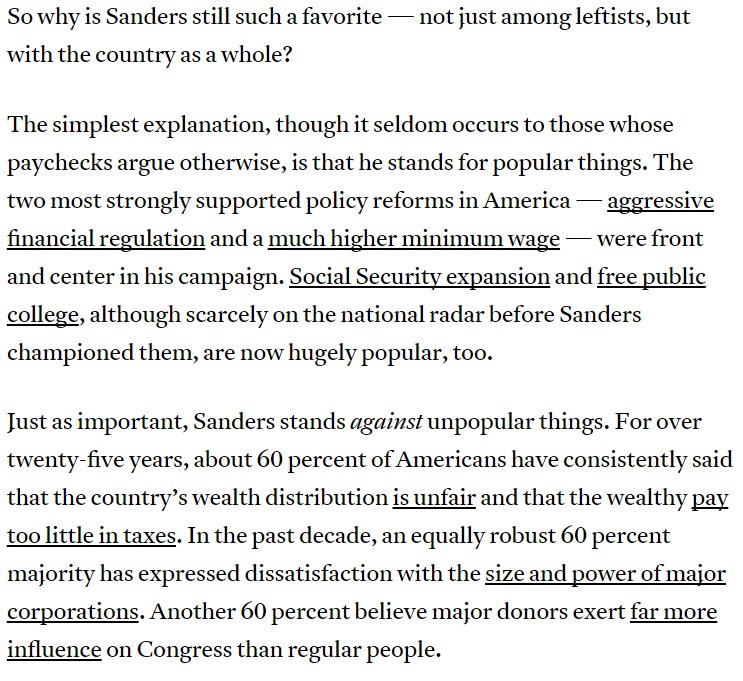 So why is Sanders still such a favorite — not just among leftists, but
with the country as a whole?
The simplest explanation, though it seldom occurs to those whose
paychecks argue otherwise, is that he stands for popular things. The
two most strongly supported policy reforms in America — aggressive
financial regulation and a much higher minimum wage — were front
and center in his campaign. Social Security expansion and free public
college, although scarcely on the national radar before Sanders
championed them, are now hugely popular, too.
Just as important, Sanders stands against unpopular things. For over
twenty-five years, about 60 percent of Americans have consistently said
that the country’s wealth distribution is unfair and that the wealthy pay
too little in taxes. In the past decade, an equally robust 60 percent
majority has expressed dissatisfaction with the size and power of major
corporations. Another 60 percent believe major donors exert far more
influence on Congress than regular people.